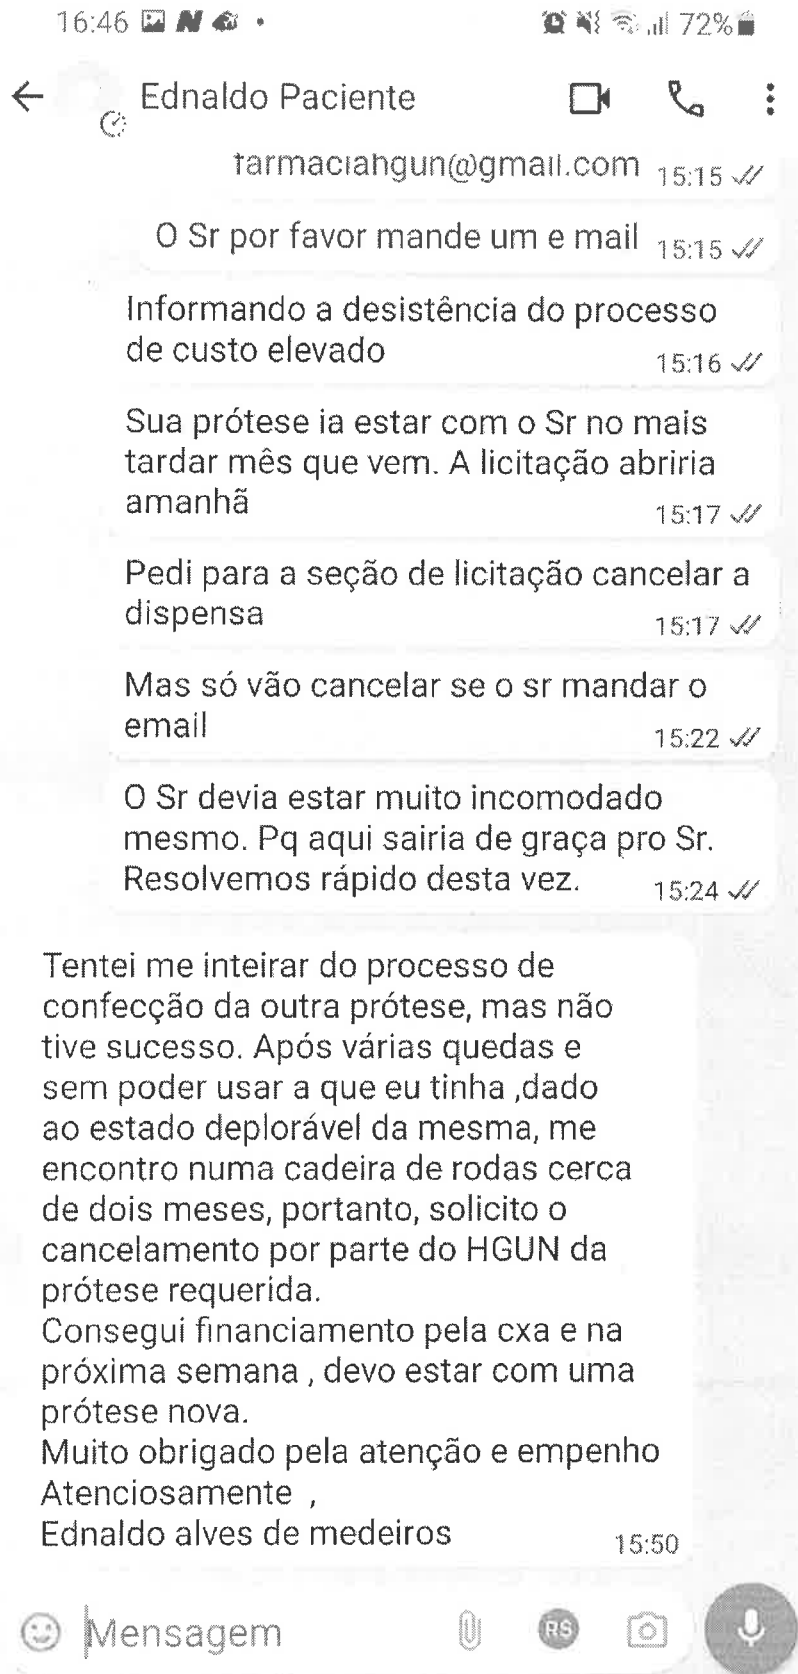 16:46 72%
Ednaldo Paciente
farmaciahgun@gmail.com 15:15
O Sr por favor mande um e mail 15:15
Informando a desistência do processo
de custo elevado 15:16
Sua prótese ia estar com o Sr no mais
tardar mês que vem. A licitação abriria
amanhã 15:17
Pedi para a seção de licitação cancelar a
dispensa 15:17
Mas só vão cancelar se o sr mandar o
email 15:22
O Sr devia estar muito incomodado
mesmo. Pq aqui sairia de graça pro Sr.
Resolvemos rápido desta vez. 15:24
Tentei me inteirar do processo de
confecção da outra prótese, mas não
tive sucesso. Após várias quedas e
sem poder usar a que eu tinha ,dado
ao estado deplorável da mesma, me
encontro numa cadeira de rodas cerca
de dois meses, portanto, solicito o
cancelamento por parte do HGUN da
prótese requerida.
Consegui financiamento pela cxa e na
próxima semana , devo estar com uma
prótese nova.
Muito obrigado pela atenção e empenho
Atenciosamente ,
Ednaldo alves de medeiros 15:50
Mensagem RS